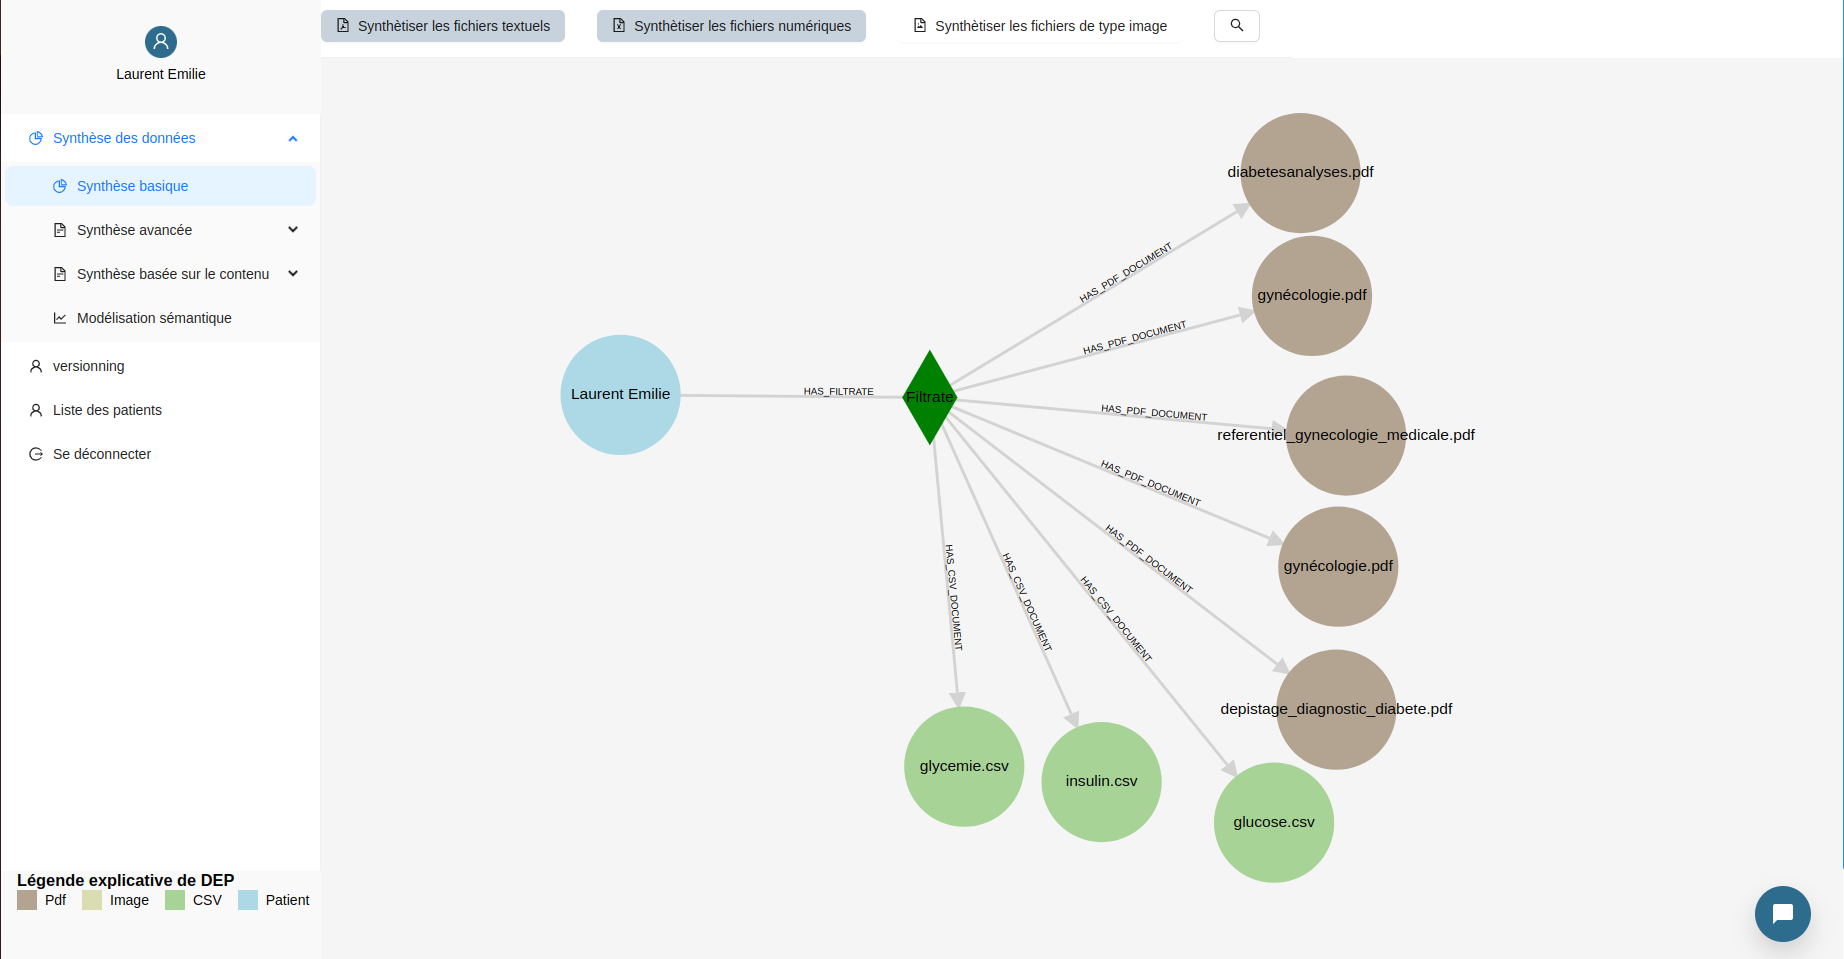 Laurent Emilie
Synthèse des données
Synthèse basique
Synthèse avancée
Synthèse basée sur le contenu
Modélisation sémantique
versionning
Liste des patients
Se déconnecter
Légende explicative de DEP
Pdf Image CSV Patient
Synthètiser les fichiers textuels Synthètiser les fichiers numériques Synthètiser les fichiers de type image
Laurent Emilie
HAS_FILTRATE
Filtrate
HAS_PDF_DOCUMENT
diabetesanalyses.pdf
HAS_PDF_DOCUMENT
gynécologie.pdf
HAS_PDF_DOCUMENT
referentiel_gynecologie_medicale.pdf
HAS_PDF_DOCUMENT
gynécologie.pdf
HAS_PDF_DOCUMENT
depistage_diagnostic_diabete.pdf
HAS_CSV_DOCUMENT
glycemie.csv
HAS_CSV_DOCUMENT
insulin.csv
HAS_CSV_DOCUMENT
glucose.csv